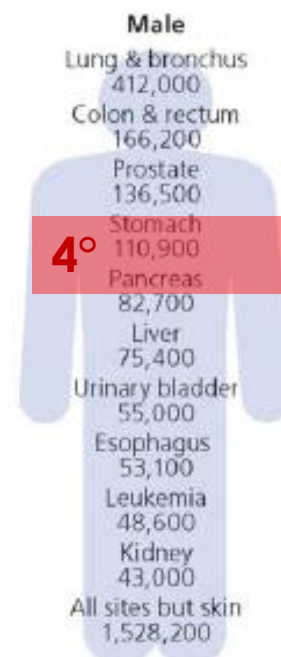 Male
Lung & bronchus
412,000
Colon & rectum
166,200
Prostate
136,500
Stomach
4° 110,900
Pancreas
82,700
Liver
75,400
Urinary bladder
55,000
Esophagus
53,100
Leukemia
48,600
Kidney
43,000
All sites but skin
1,528,200